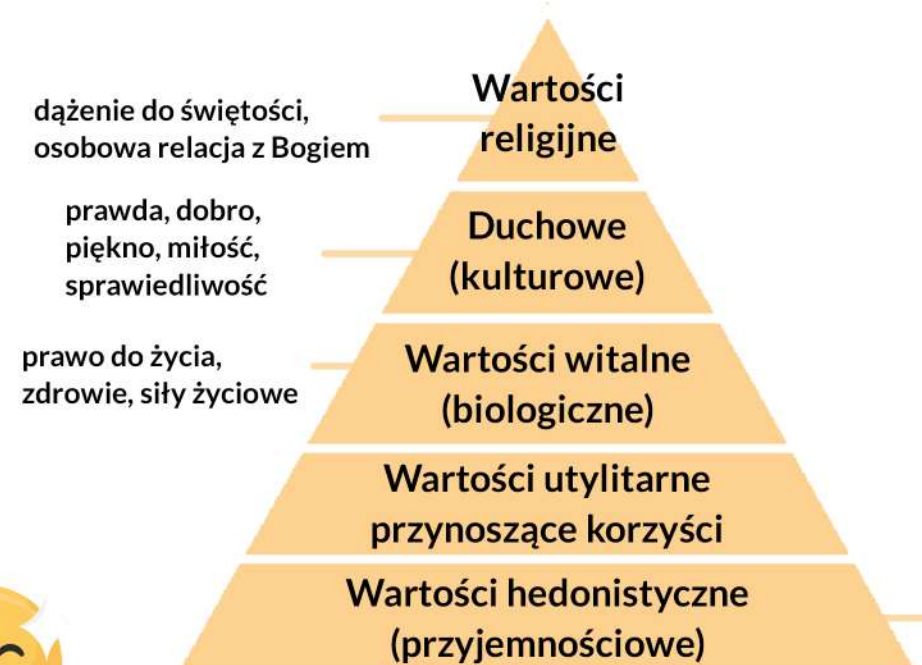 Wartości
religijne
dążenie do świętości,
osobowa relacja z Bogiem
Duchowe
(kulturowe)
prawda, dobro,
piękno, miłość,
sprawiedliwość
Wartości witalne
(biologiczne)
prawo do życia,
zdrowie, siły życiowe
Wartości utylitarne
przynoszące korzyści
Wartości hedonistyczne
(przyjemnościowe)